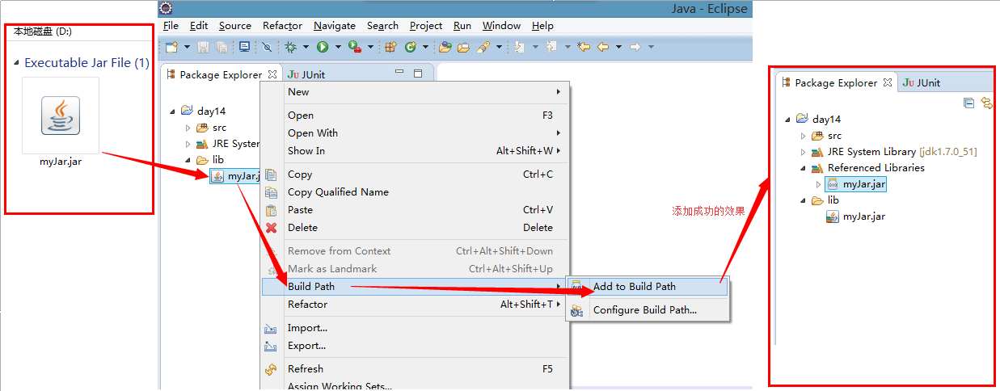 本地磁盘 (D:)
Executable Jar File (1)
myJar.jar
Java - Eclipse
File Edit Source Refactor Navigate Search Project Run Window Help
Package Explorer
JUnit
day14
src
JRE System
lib
myJar.j
New
Open F3
Open With
Show In Alt+Shift+W
Copy Ctrl+C
Copy Qualified Name
Paste Ctrl+V
Delete Delete
Remove from Context Ctrl+Alt+Shift+Down
Mark as Landmark Ctrl+Alt+Shift+Up
Build Path
Refactor Alt+Shift+T
Import...
Export...
Refresh F5
Assign Working Sets...
Add to Build Path
Configure Build Path...
添加成功的效果
Package Explorer
JUnit
day14
src
JRE System Library [jdk1.7.0_51]
Referenced Libraries
myJar.jar
lib
myJar.jar